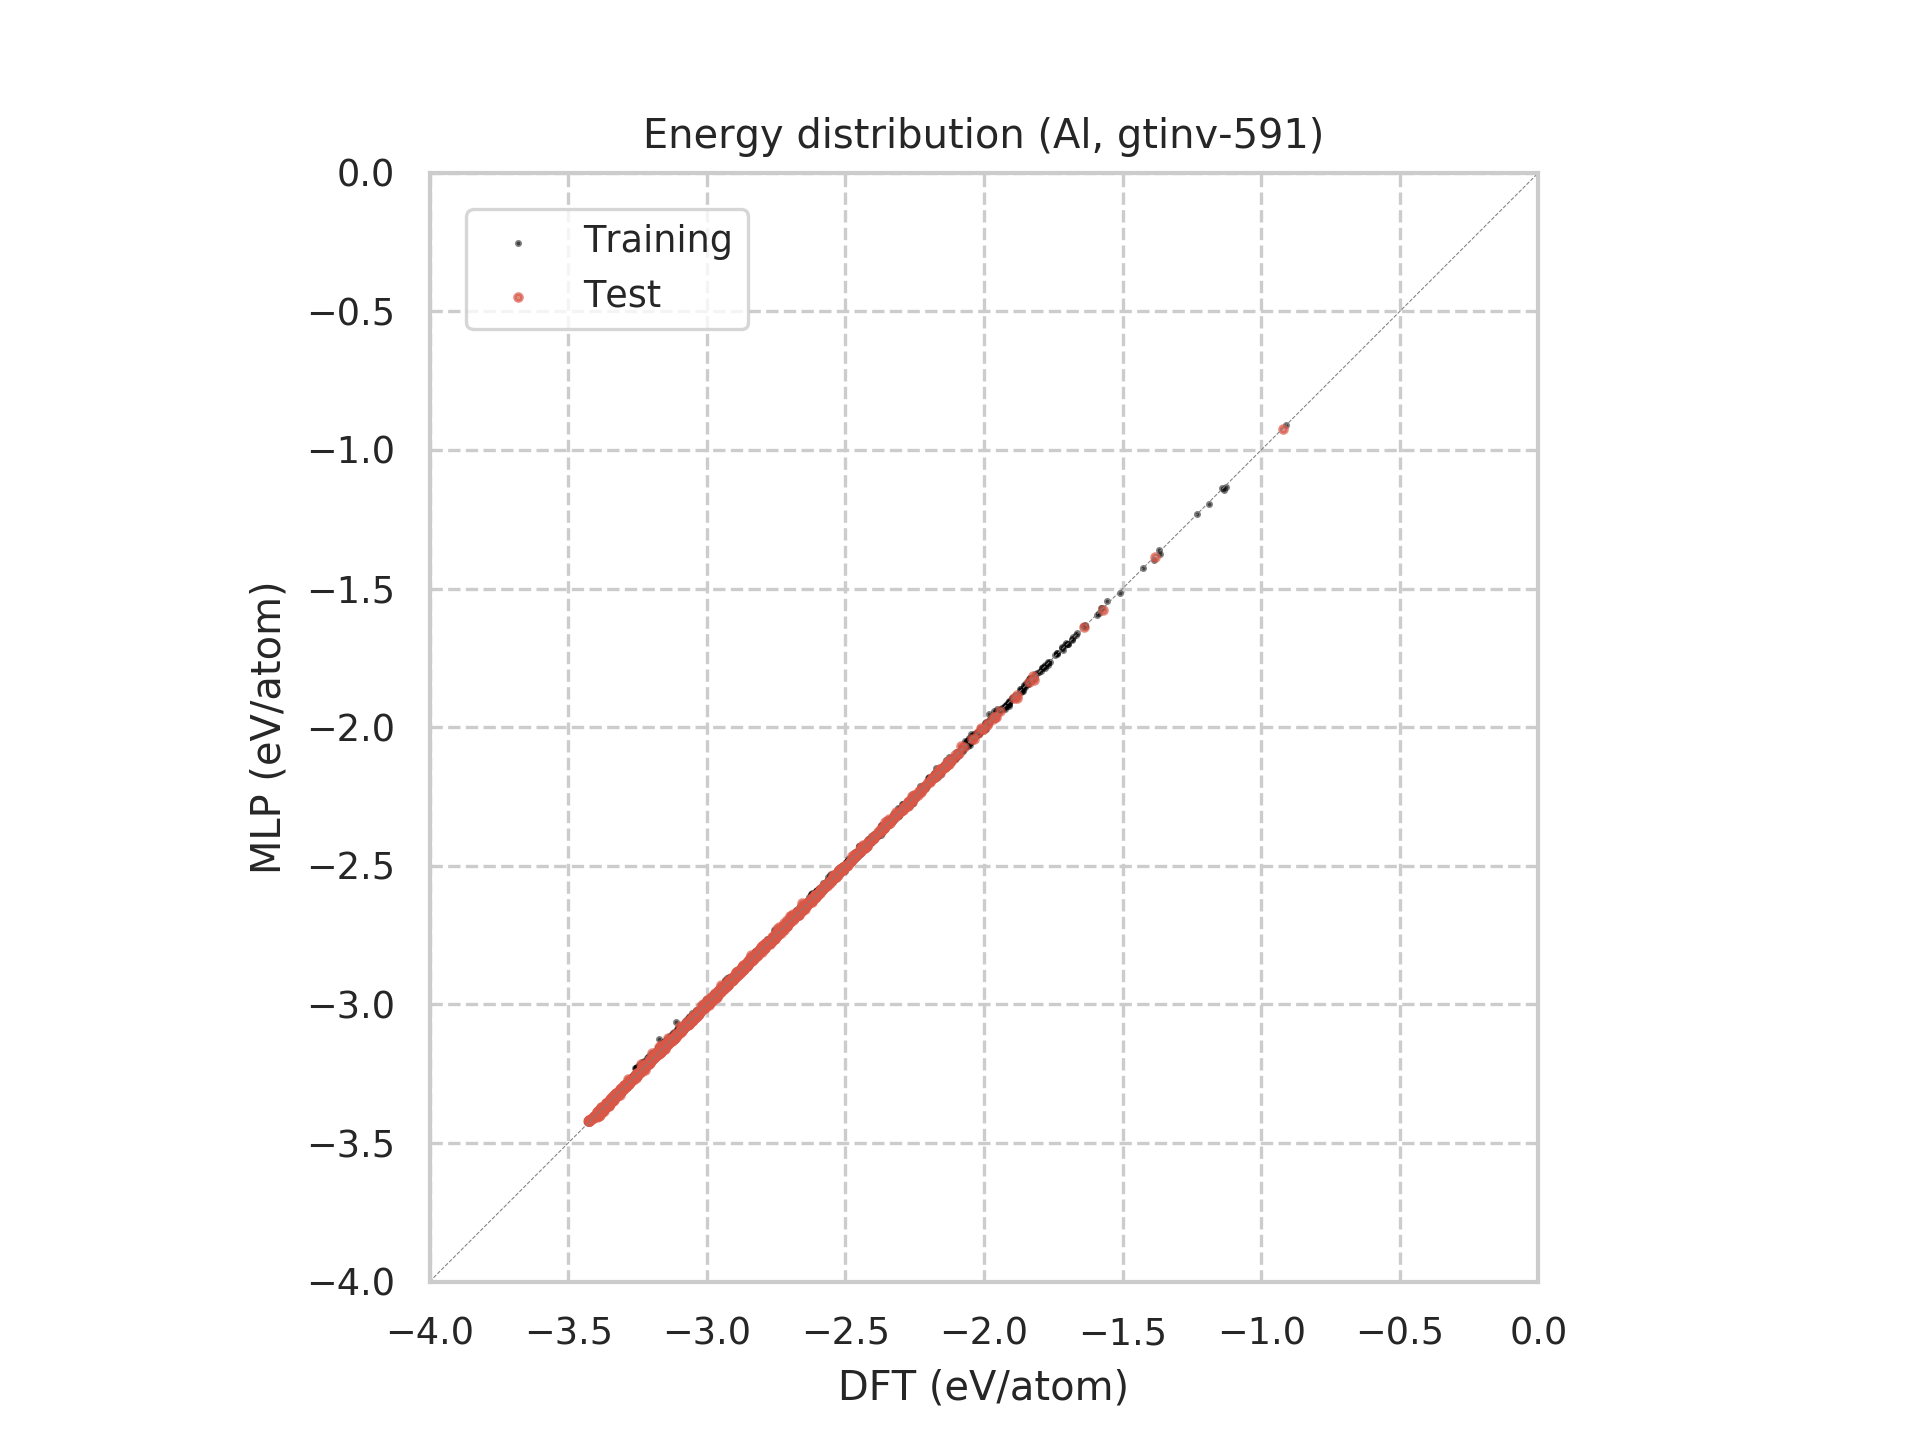 Energy distribution (Al, gtinv-591)
Training
Test
0.0
−0.5
−1.0
−1.5
−2.0
−2.5
−3.0
−3.5
−4.0
MLP (eV/atom)
−4.0 −3.5 −3.0 −2.5 −2.0 −1.5 −1.0 −0.5 0.0
DFT (eV/atom)